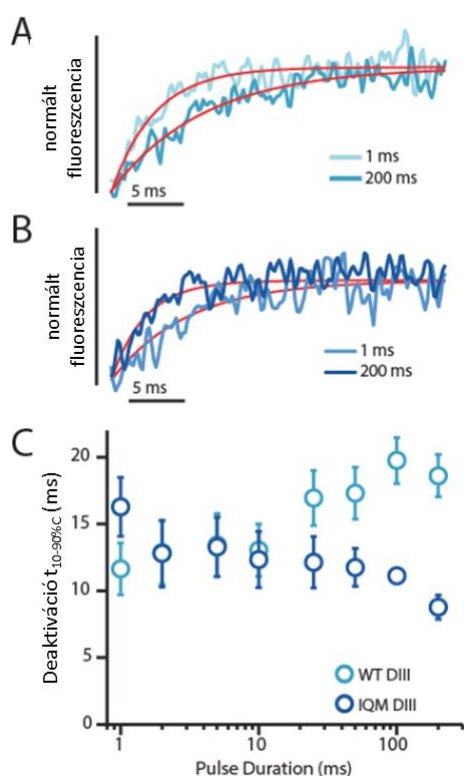 A
normált
fluoreszcencia
1 ms
200 ms
5 ms
B
normált
fluoreszcencia
1 ms
200 ms
5 ms
C
Deaktiváció t10-90%C (ms)
20
15
10
5
0
WT DIII
IQM DIII
1
10
100
Pulse Duration (ms)